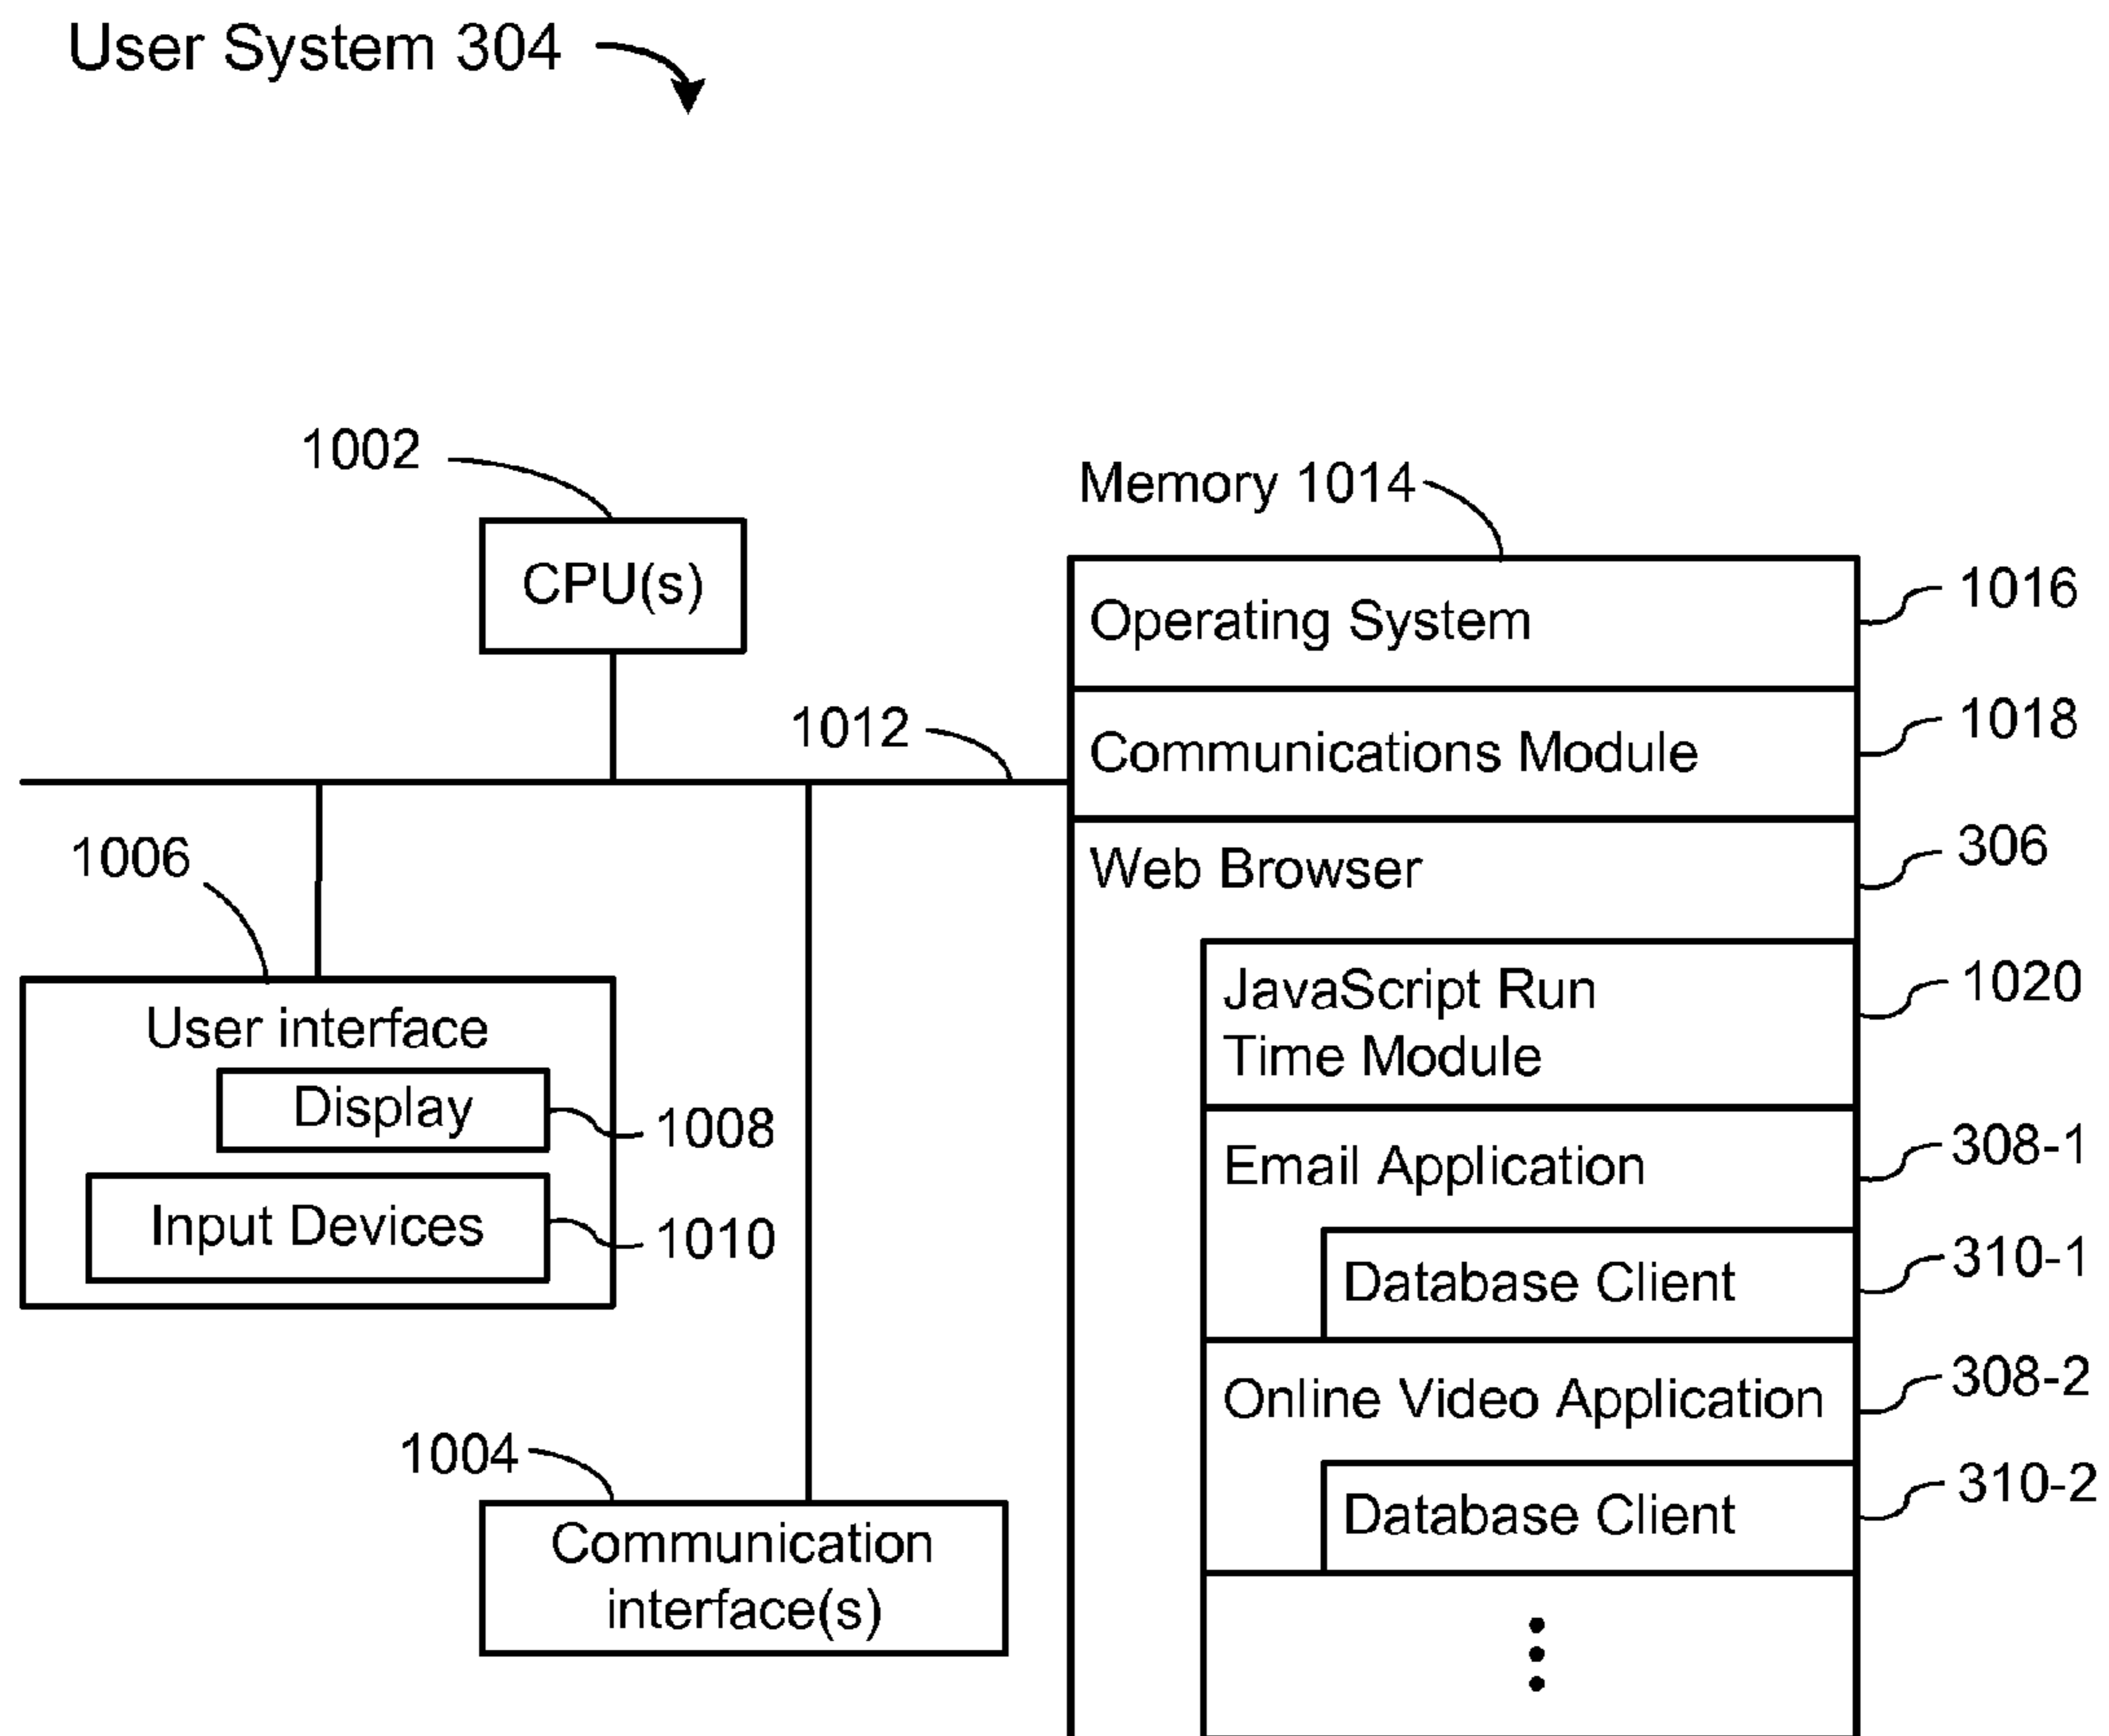 User System 304
1002
CPU(s)
1012
1006
User interface
Display
1008
Input Devices
1010
1004
Communication
interface(s)
Memory 1014
Operating System
1016
Communications Module
1018
Web Browser
306
JavaScript Run
Time Module
1020
Email Application
308-1
Database Client
310-1
Online Video Application
308-2
Database Client
310-2